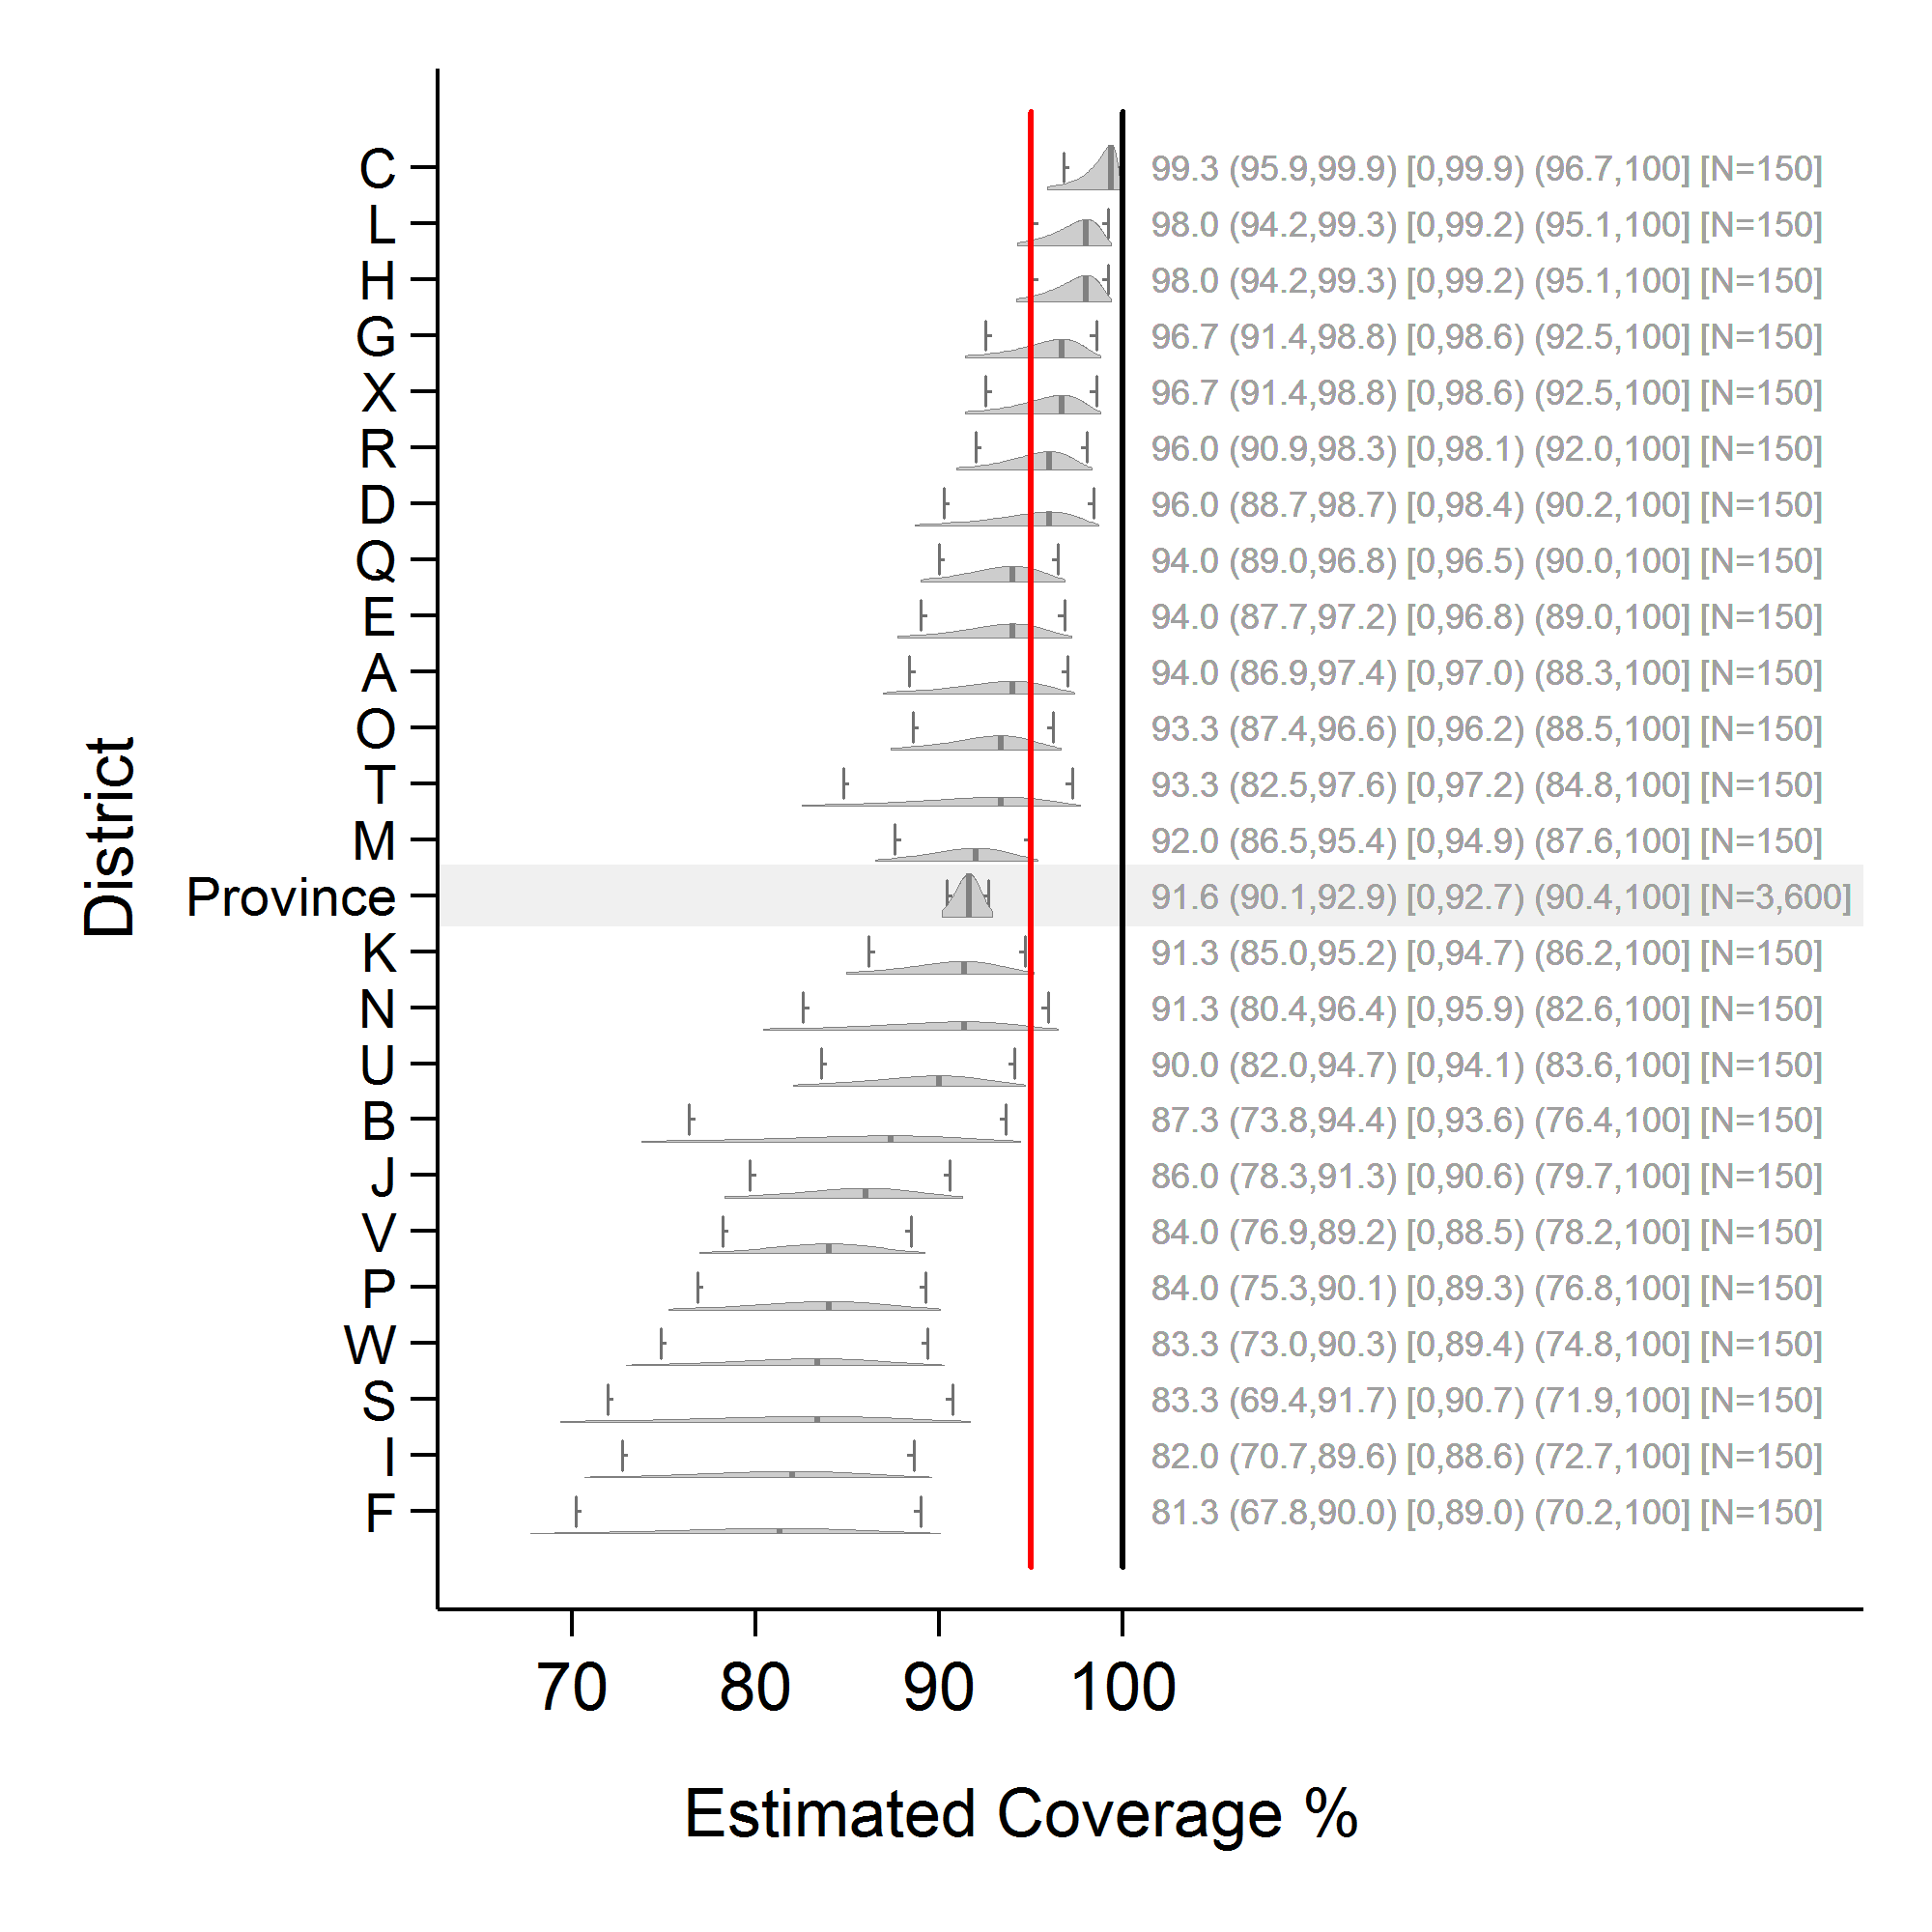 C 99.3 (95.9,99.9) [0,99.9) (96.7,100] [N=150]
L 98.0 (94.2,99.3) [0,99.2) (95.1,100] [N=150]
H 98.0 (94.2,99.3) [0,99.2) (95.1,100] [N=150]
G 96.7 (91.4,98.8) [0,98.6) (92.5,100] [N=150]
X 96.7 (91.4,98.8) [0,98.6) (92.5,100] [N=150]
R 96.0 (90.9,98.3) [0,98.1) (92.0,100] [N=150]
D 96.0 (88.7,98.7) [0,98.4) (90.2,100] [N=150]
Q 94.0 (89.0,96.8) [0,96.5) (90.0,100] [N=150]
E 94.0 (87.7,97.2) [0,96.8) (89.0,100] [N=150]
A 94.0 (86.9,97.4) [0,97.0) (88.3,100] [N=150]
O 93.3 (87.4,96.6) [0,96.2) (88.5,100] [N=150]
T 93.3 (82.5,97.6) [0,97.2) (84.8,100] [N=150]
M 92.0 (86.5,95.4) [0,94.9) (87.6,100] [N=150]
Province 91.6 (90.1,92.9) [0,92.7) (90.4,100] [N=3,600]
K 91.3 (85.0,95.2) [0,94.7) (86.2,100] [N=150]
N 91.3 (80.4,96.4) [0,95.9) (82.6,100] [N=150]
U 90.0 (82.0,94.7) [0,94.1) (83.6,100] [N=150]
B 87.3 (73.8,94.4) [0,93.6) (76.4,100] [N=150]
J 86.0 (78.3,91.3) [0,90.6) (79.7,100] [N=150]
V 84.0 (76.9,89.2) [0,88.5) (78.2,100] [N=150]
P 84.0 (75.3,90.1) [0,89.3) (76.8,100] [N=150]
W 83.3 (73.0,90.3) [0,89.4) (74.8,100] [N=150]
S 83.3 (69.4,91.7) [0,90.7) (71.9,100] [N=150]
I 82.0 (70.7,89.6) [0,88.6) (72.7,100] [N=150]
F 81.3 (67.8,90.0) [0,89.0) (70.2,100] [N=150]
District
70 80 90 100
Estimated Coverage %